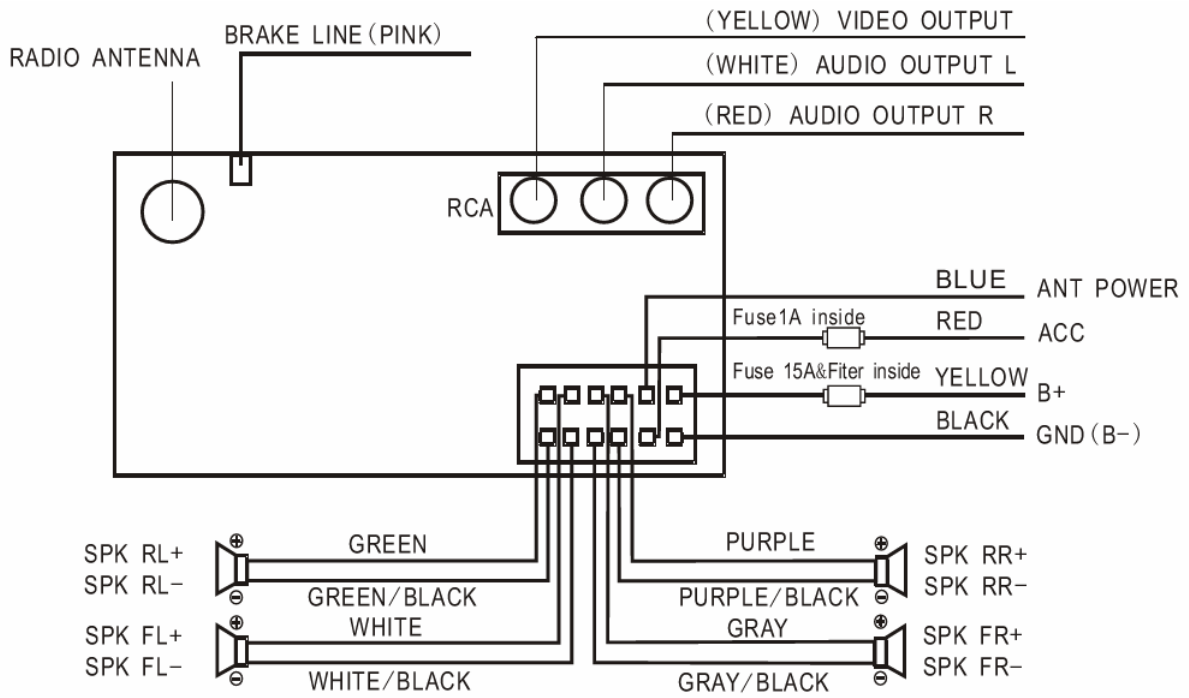 (YELLOW) VIDEO OUTPUT
BRAKE LINE(PINK)
RADIO ANTENNA
(WHITE) AUDIO OUTPUT L
(RED) AUDIO OUTPUT R
RCA
BLUE
ANT POWER
Fuse1A inside
RED
ACC
Fuse 15A&Fiter inside
YELLOW
B+
BLACK
GND(B-)
SPK RL+
GREEN
PURPLE
SPK RR+
SPK RL-
GREEN/BLACK
PURPLE/BLACK
SPK RR-
SPK FL+
WHITE
GRAY
SPK FR+
SPK FL-
WHITE/BLACK
GRAY/BLACK
SPK FR-